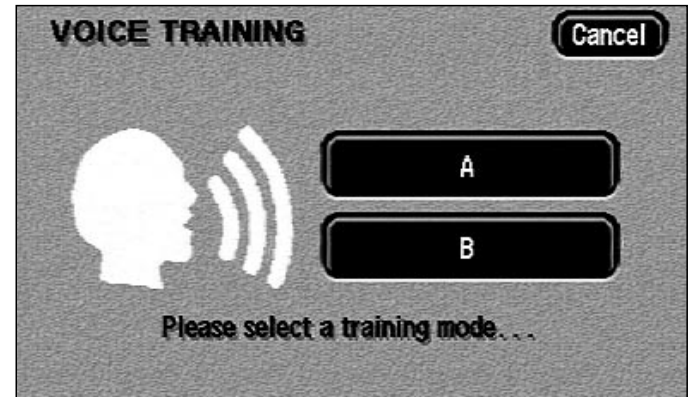 VOICE TRAINING
Cancel
A
B
Please select a training mode. . .